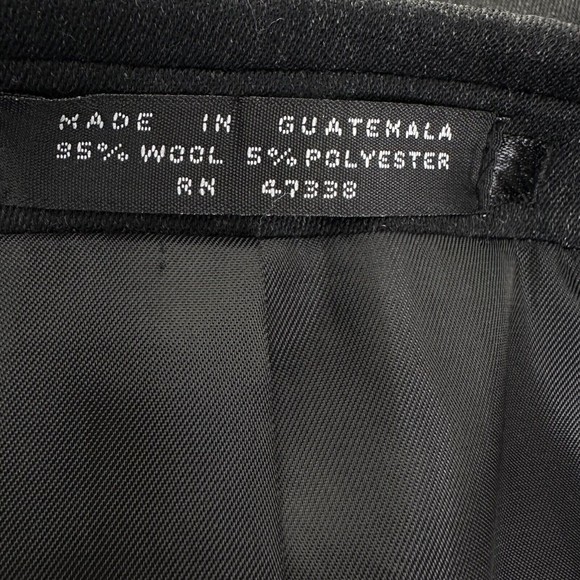 MADE IN GUATEMALA
95% WOOL 5% POLYESTER
RN 47338